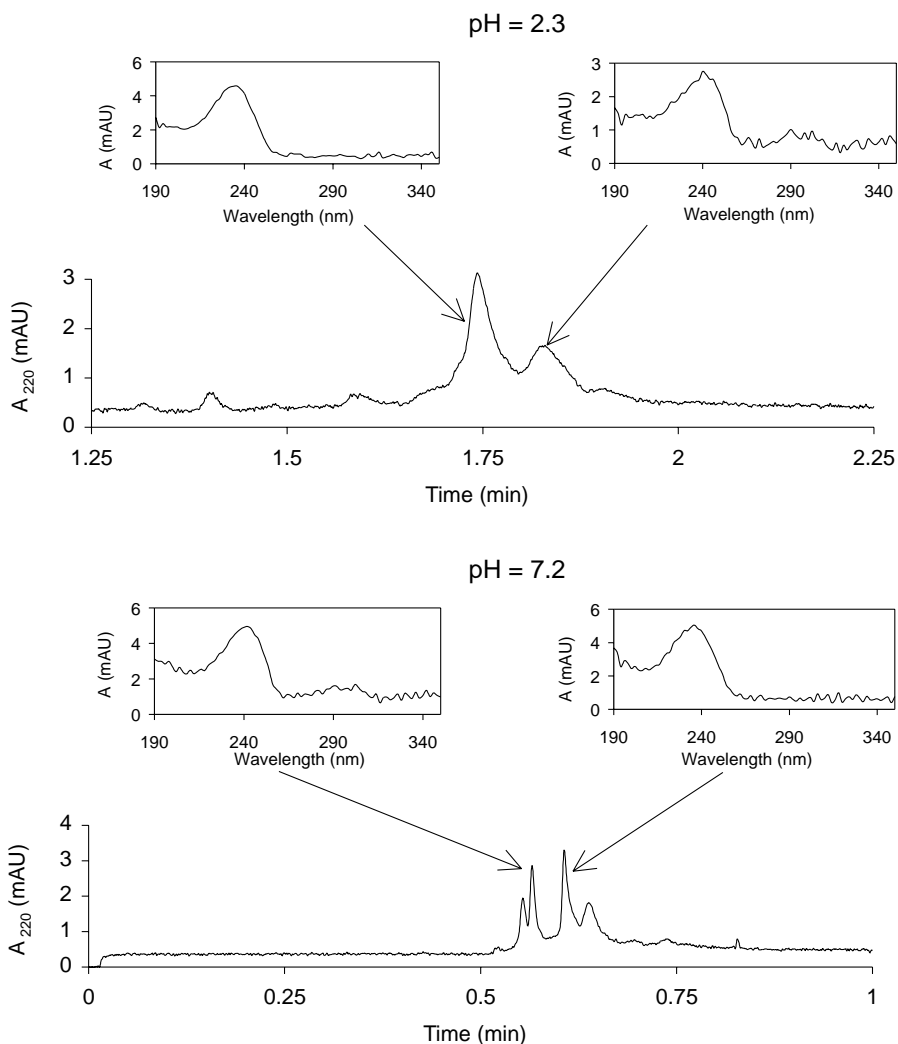 pH = 2.3
6
4
2
0
A (mAU)
190 240 290 340
Wavelength (nm)
3
2
1
0
A (mAU)
190 240 290 340
Wavelength (nm)
3
2
1
0
A220 (mAU)
1.25 1.5 1.75 2 2.25
Time (min)
pH = 7.2
6
4
2
0
A (mAU)
190 240 290 340
Wavelength (nm)
6
4
2
0
A (mAU)
190 240 290 340
Wavelength (nm)
4
3
2
1
0
A220 (mAU)
0 0.25 0.5 0.75 1
Time (min)